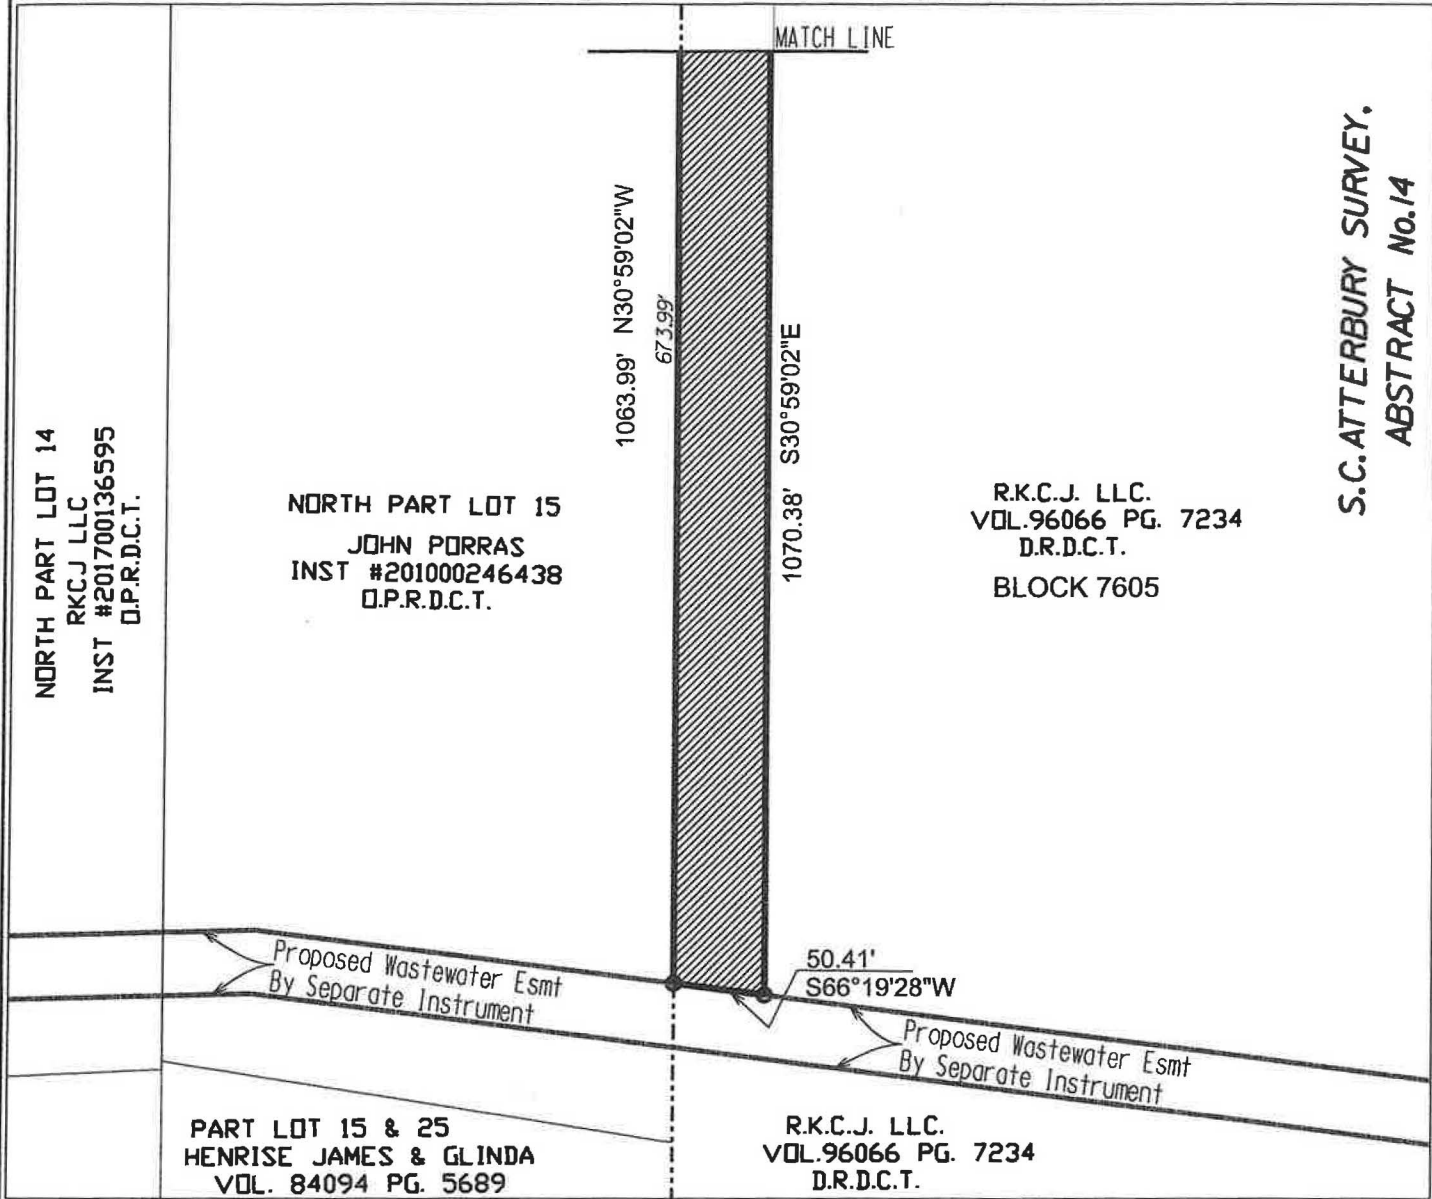 MATCH LINE
S.C. ATTERBURY SURVEY,
ABSTRACT No.14
1063.99' N30°59'02"W
673.99'
1070.38' S30°59'02"E
NORTH PART LOT 14
RKCJ LLC
INST #201700136595
O.P.R.D.C.T.
NORTH PART LOT 15
JOHN PORRAS
INST #201000246438
O.P.R.D.C.T.
R.K.C.J. LLC.
VOL.96066 PG. 7234
D.R.D.C.T.
BLOCK 7605
Proposed Wastewater Esmt
By Separate Instrument
50.41'
S66°19'28"W
Proposed Wastewater Esmt
By Separate Instrument
PART LOT 15 & 25
HENRISE JAMES & GLINDA
VOL. 84094 PG. 5689
R.K.C.J. LLC.
VOL.96066 PG. 7234
D.R.D.C.T.